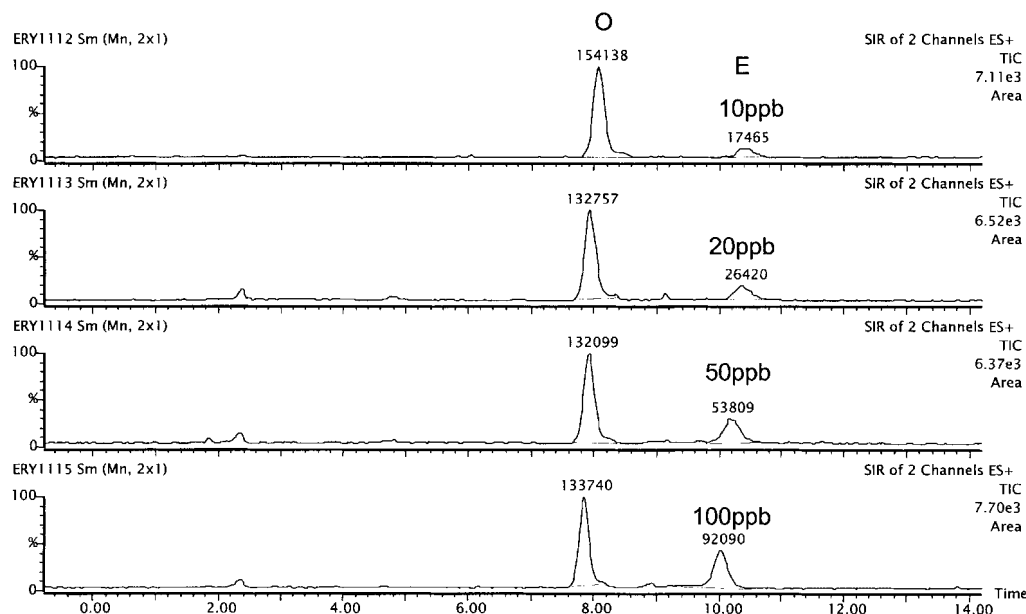 O
ERY1112 Sm (Mn, 2x1)
SIR of 2 Channels ES+
TIC
7.11e3
Area
154138
E
10ppb
17465
100
%
0
ERY1113 Sm (Mn, 2x1)
SIR of 2 Channels ES+
TIC
6.52e3
Area
132757
20ppb
26420
100
%
0
ERY1114 Sm (Mn, 2x1)
SIR of 2 Channels ES+
TIC
6.37e3
Area
132099
50ppb
53809
100
%
0
ERY1115 Sm (Mn, 2x1)
SIR of 2 Channels ES+
TIC
7.70e3
Area
133740
100ppb
92090
100
%
0
Time
0.00 2.00 4.00 6.00 8.00 10.00 12.00 14.00